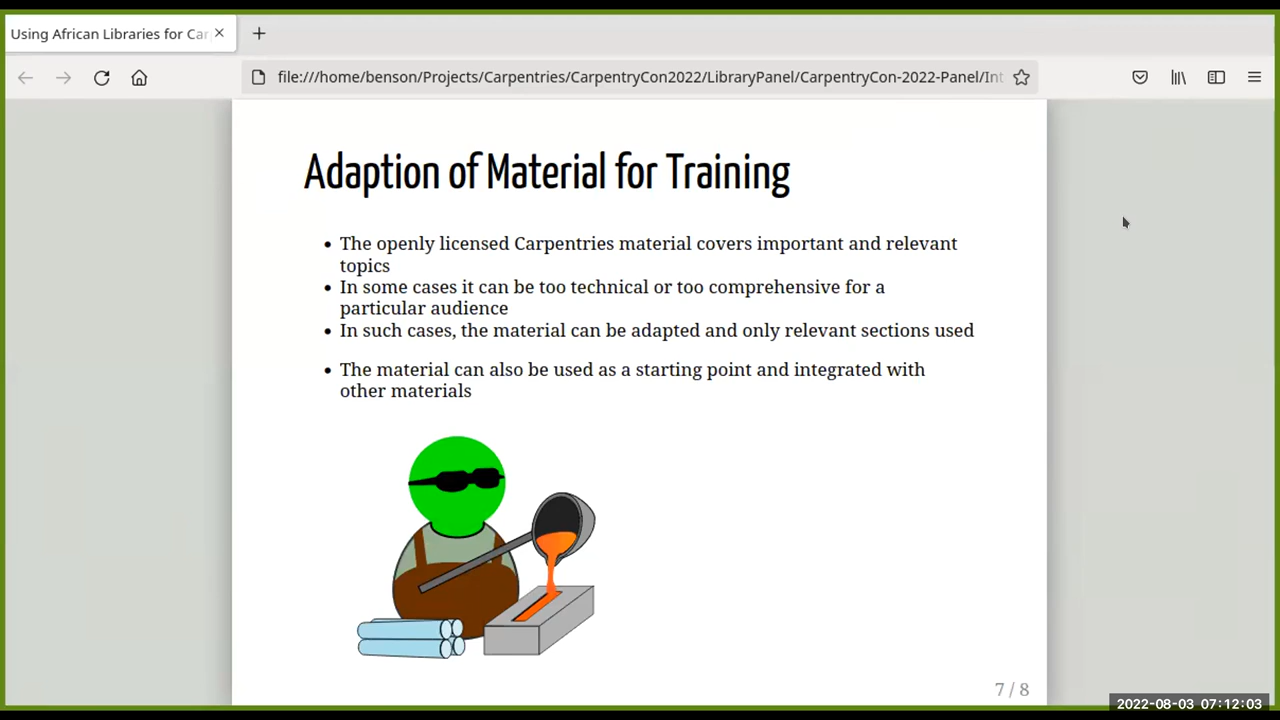 Using African Libraries for Car
file:///home/benson/Projects/Carpentries/CarpentryCon2022/LibraryPanel/CarpentryCon-2022-Panel/Int
Adaption of Material for Training
• The openly licensed Carpentries material covers important and relevant
topics
• In some cases it can be too technical or too comprehensive for a
particular audience
• In such cases, the material can be adapted and only relevant sections used
• The material can also be used as a starting point and integrated with
other materials
7 / 8
2022-08-03 07:12:03